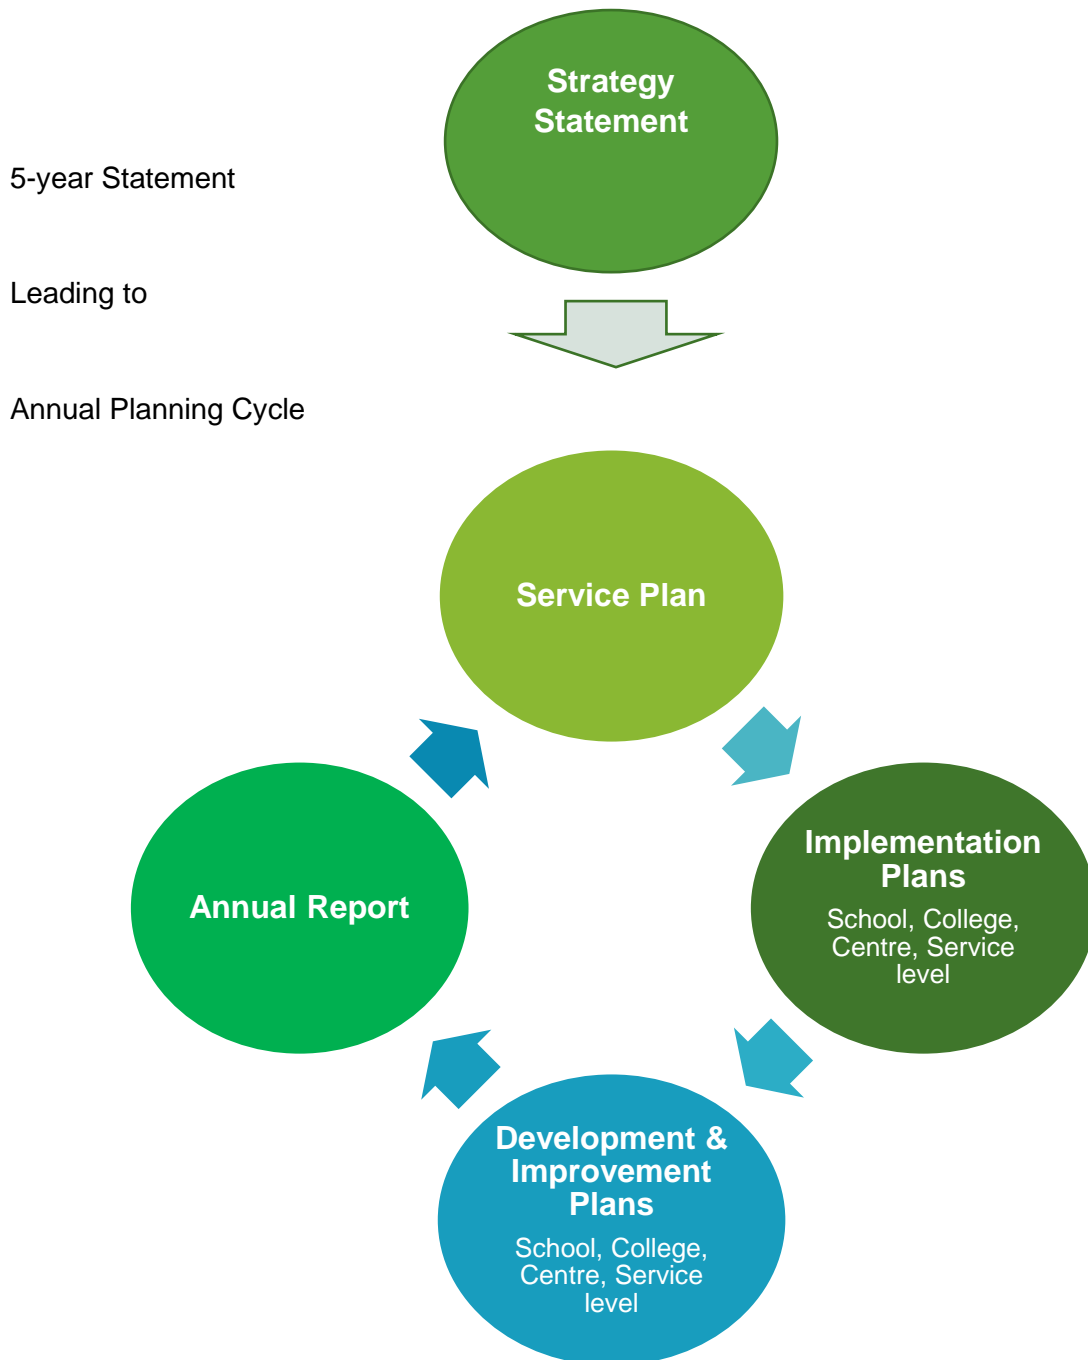 Strategy
Statement
5-year Statement
Leading to
Annual Planning Cycle
Service Plan
Implementation
Plans
School, College,
Centre, Service
level
Annual Report
Development &
Improvement
Plans
School, College,
Centre, Service
level